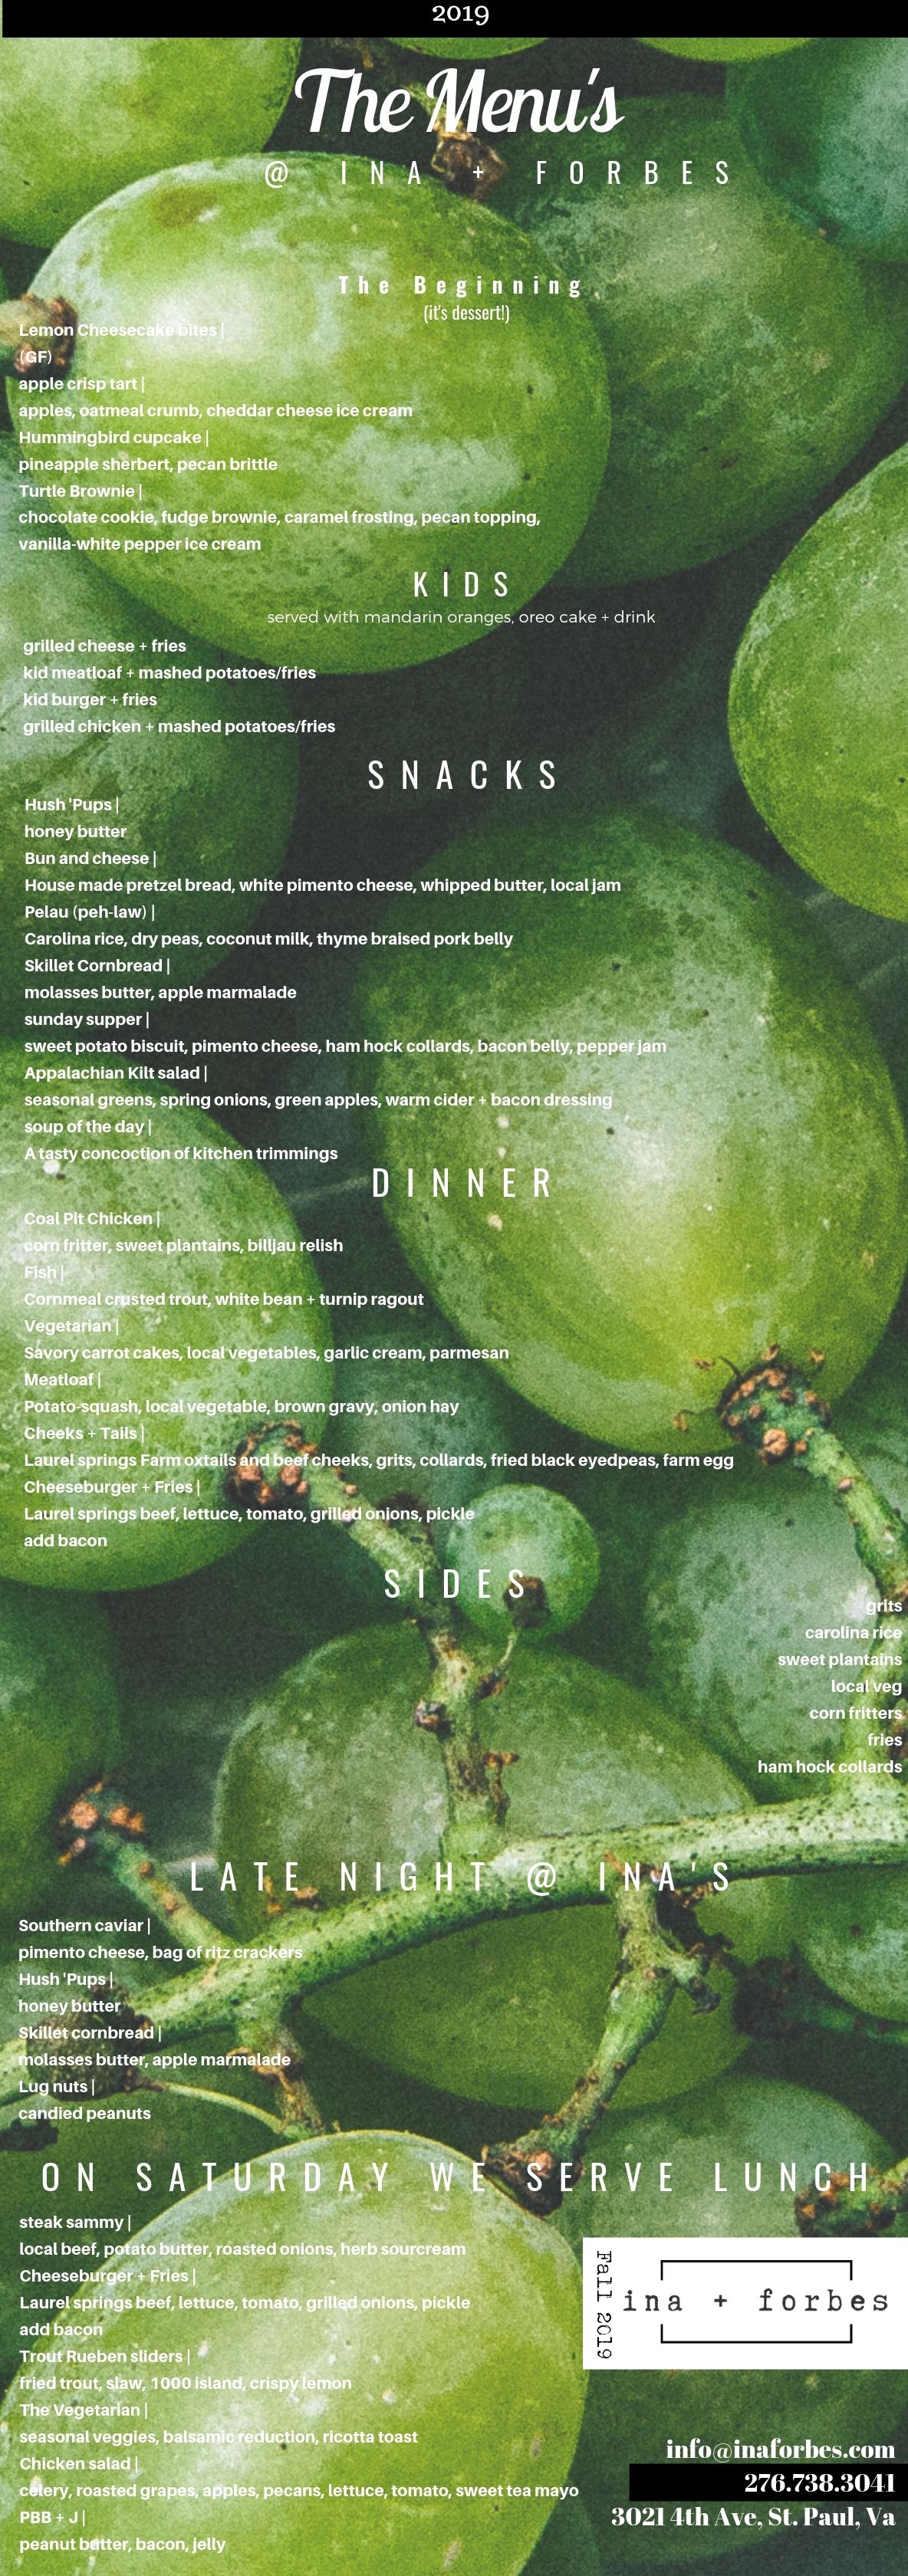 2019
The Menu's
@ INA + FORBES
The Beginning
(it's dessert!)
Lemon Cheesecake bites |
(GF)
apple crisp tart |
apples, oatmeal crumb, cheddar cheese ice cream
Hummingbird cupcake |
pineapple sherbert, pecan brittle
Turtle Brownie |
chocolate cookie, fudge brownie, caramel frosting, pecan topping,
vanilla-white pepper ice cream
KIDS
served with mandarin oranges, oreo cake + drink
grilled cheese + fries
kid meatloaf + mashed potatoes/fries
kid burger + fries
grilled chicken + mashed potatoes/fries
SNACKS
Hush 'Pups |
honey butter
Bun and cheese |
House made pretzel bread, white pimento cheese, whipped butter, local jam
Pelau (peh-law) |
Carolina rice, dry peas, coconut milk, thyme braised pork belly
Skillet Cornbread |
molasses butter, apple marmalade
sunday supper |
sweet potato biscuit, pimento cheese, ham hock collards, bacon belly, pepper jam
Appalachian Kilt salad |
seasonal greens, spring onions, green apples, warm cider + bacon dressing
soup of the day |
A tasty concoction of kitchen trimmings
DINNER
Coal Pit Chicken |
corn fritter, sweet plantains, billjau relish
Fish |
Cornmeal crusted trout, white bean + turnip ragout
Vegetarian |
Savory carrot cakes, local vegetables, garlic cream, parmesan
Meatloaf |
Potato-squash, local vegetable, brown gravy, onion hay
Cheeks + Tails |
Laurel springs Farm oxtails and beef cheeks, grits, collards, fried black eyedpeas, farm egg
Cheeseburger + Fries |
Laurel springs beef, lettuce, tomato, grilled onions, pickle
add bacon
SIDES
grits
carolina rice
sweet plantains
local veg
corn fritters
fries
ham hock collards
LATE NIGHT @ INA'S
Southern caviar |
pimento cheese, bag of ritz crackers
Hush 'Pups |
honey butter
Skillet cornbread |
molasses butter, apple marmalade
Lug nuts |
candied peanuts
ON SATURDAY WE SERVE LUNCH
steak sammy |
local beef, potato butter, roasted onions, herb sourcream
Cheeseburger + Fries |
Laurel springs beef, lettuce, tomato, grilled onions, pickle
add bacon
Trout Rueben sliders |
fried trout, slaw, 1000 island, crispy lemon
The Vegetarian |
seasonal veggies, balsamic reduction, ricotta toast
Chicken salad |
celery, roasted grapes, apples, pecans, lettuce, tomato, sweet tea mayo
PBB + J |
peanut butter, bacon, jelly
Fall 2019
ina + forbes
info@inaforbes.com
276.738.3041
3021 4th Ave, St. Paul, Va